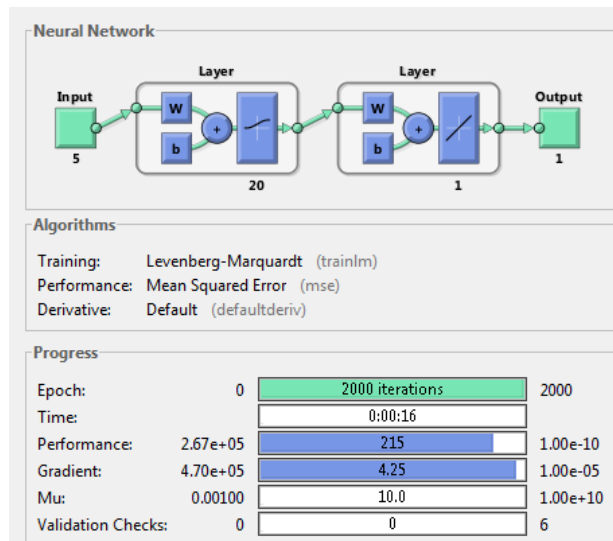 Neural Network
Layer Layer
Input Output
W W
+ +
b b
5 20 1 1
Algorithms
Training: Levenberg-Marquardt (trainlm)
Performance: Mean Squared Error (mse)
Derivative: Default (defaultderiv)
Progress
Epoch: 0 2000 iterations 2000
Time: 0:00:16
Performance: 2.67e+05 215 1.00e-10
Gradient: 4.70e+05 4.25 1.00e-05
Mu: 0.00100 10.0 1.00e+10
Validation Checks: 0 0 6